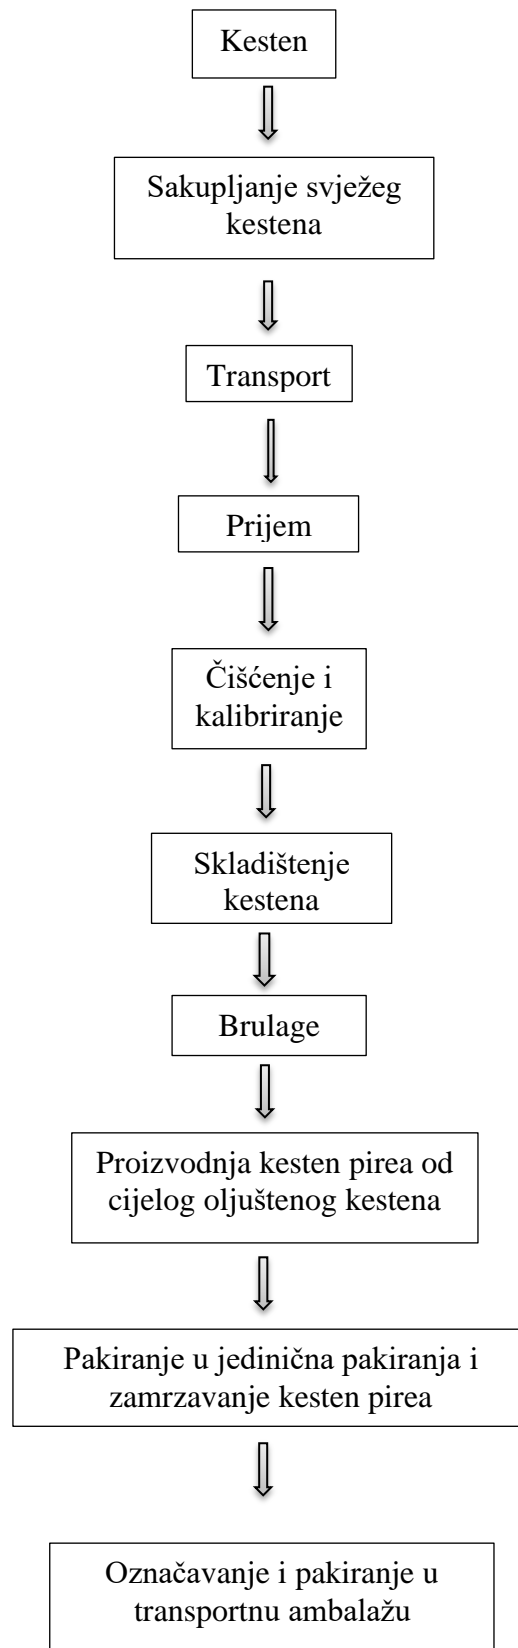 Kesten
Sakupljanje svježeg
kestena
Transport
Prijem
Čišćenje i
kalibriranje
Skladištenje
kestena
Brulage
Proizvodnja kesten pirea od
cijelog oljuštenog kestena
Pakiranje u jedinična pakiranja i
zamrzavanje kesten pirea
Označavanje i pakiranje u
transportnu ambalažu